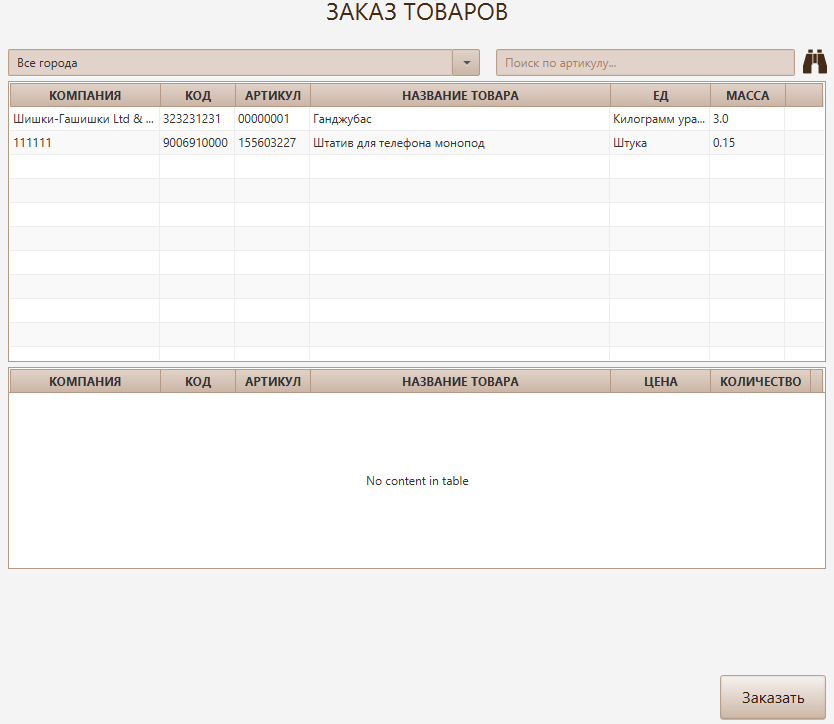 ЗАКАЗ ТОВАРОВ
Все города
Поиск по артикулу...
КОМПАНИЯ КОД АРТИКУЛ НАЗВАНИЕ ТОВАРА ЕД МАССА
Шишки-Гашишки Ltd & ... 323231231 00000001 Ганджубас Килограмм ура... 3.0
111111 9006910000 155603227 Штатив для телефона монопод Штука 0.15
КОМПАНИЯ КОД АРТИКУЛ НАЗВАНИЕ ТОВАРА ЦЕНА КОЛИЧЕСТВО
No content in table
Заказать